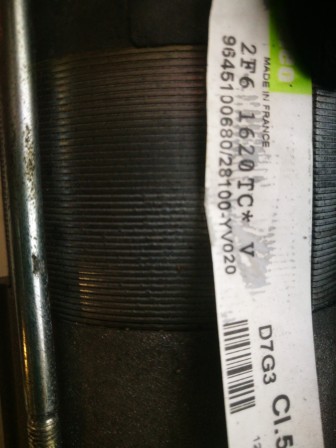 MADE IN FRANCE
2F6 1620TC* V
9645100680/28100-YV020
D7G3
Cl.5